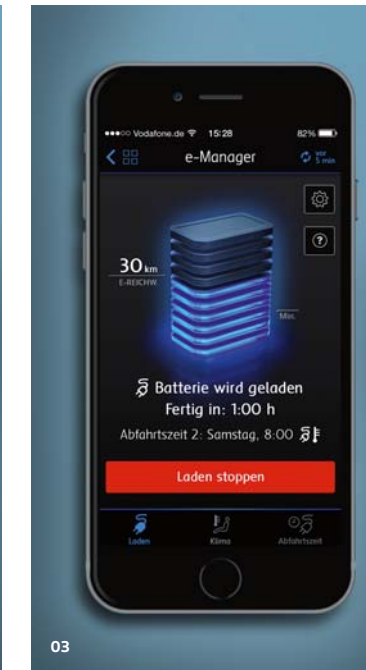 Vodafone.de 15:28 82%
e-Manager
vor
5 min
30 km
E-REICHW.
Min.
Batterie wird geladen
Fertig in: 1:00 h
Abfahrtszeit 2: Samstag, 8:00
Laden stoppen
Laden Klima Abfahrtszeit
03